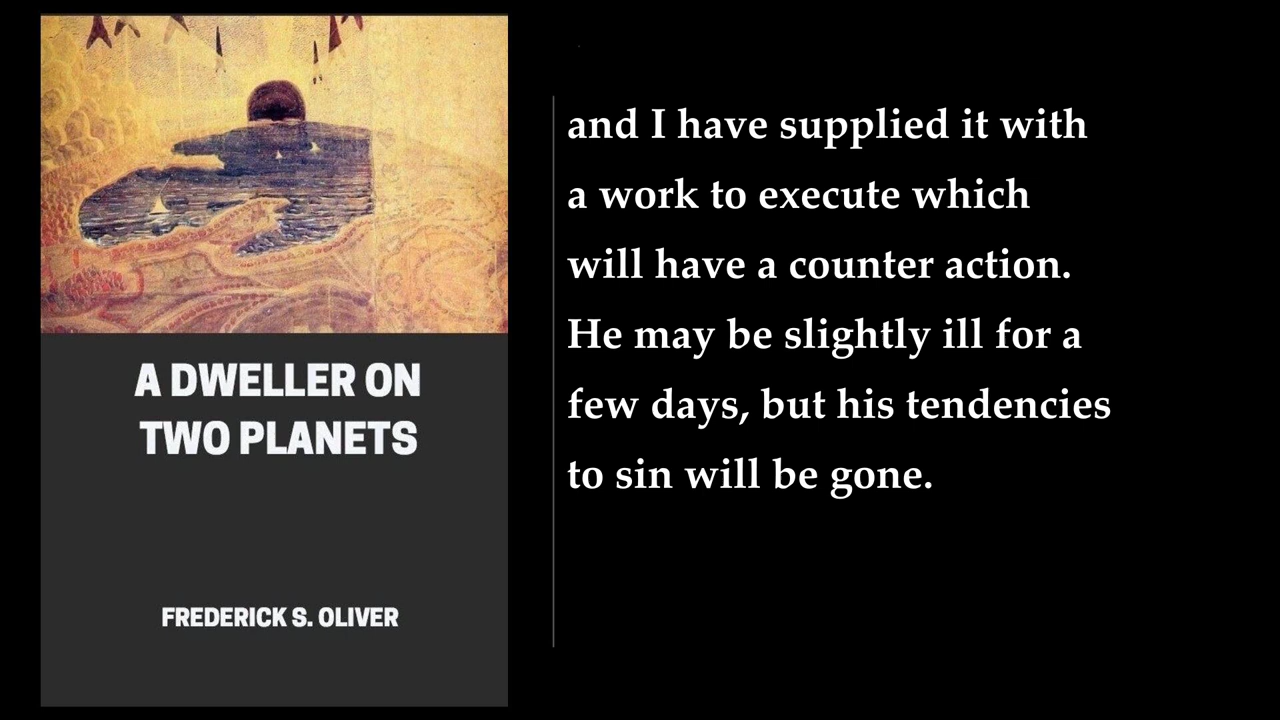 A DWELLER ON
TWO PLANETS
FREDERICK S. OLIVER
and I have supplied it with
a work to execute which
will have a counter action.
He may be slightly ill for a
few days, but his tendencies
to sin will be gone.